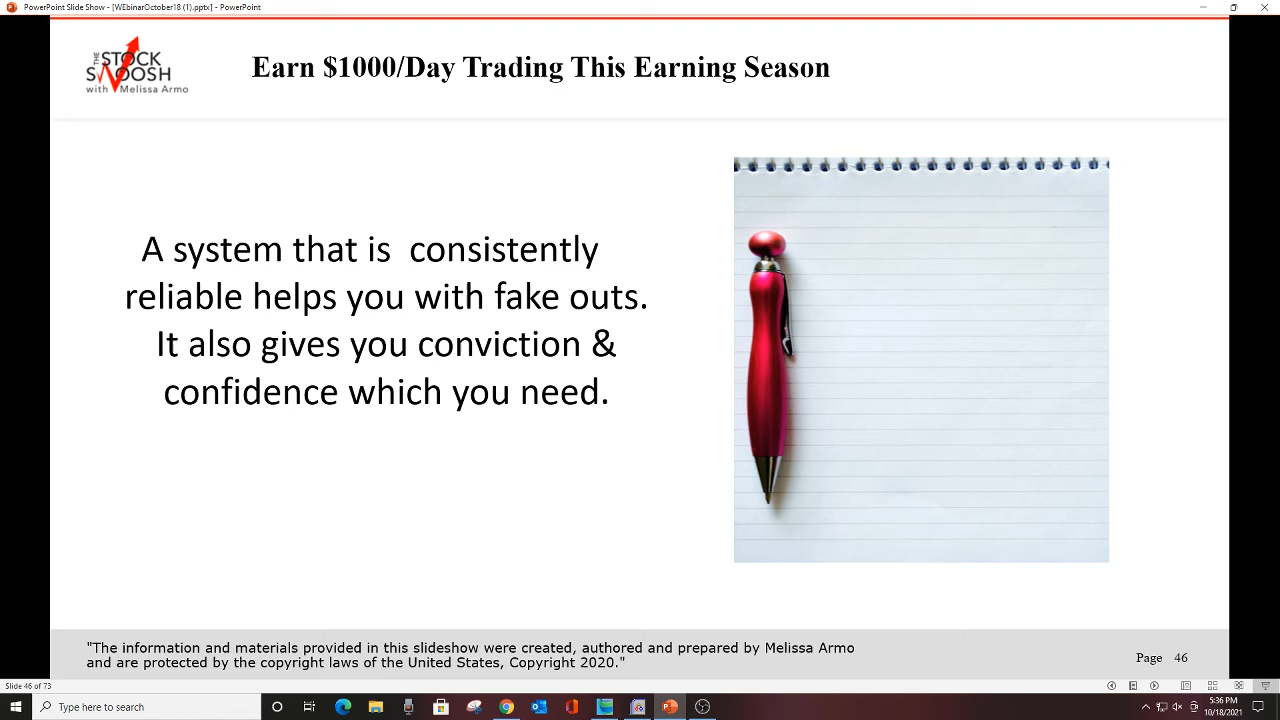 PowerPoint Slide Show - [WEbinarOctober18 (1).pptx] - PowerPoint
THE
STOCK
SWOOSH
with Melissa Armo
Earn $1000/Day Trading This Earning Season
A system that is  consistently
reliable helps you with fake outs.
It also gives you conviction &
confidence which you need.
"The information and materials provided in this slideshow were created, authored and prepared by Melissa Armo
and are protected by the copyright laws of the United States, Copyright 2020."
Page 46
Slide 46 of 73
Type here to search
5:36 PM
10/18/2021